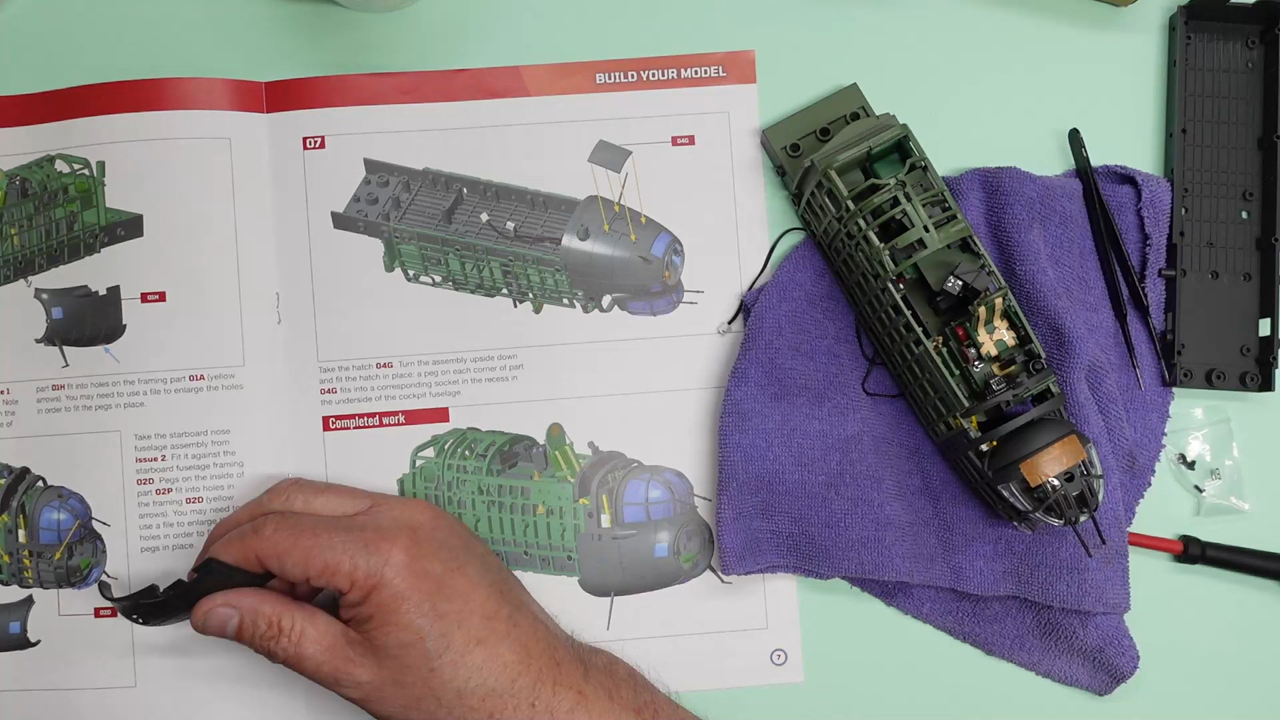 BUILD YOUR MODEL
07
04G
01H
part 01H fit into holes on the framing part 01A (yellow
arrows). You may need to use a file to enlarge the holes
in order to fit the pegs in place.
Take the hatch 04G. Turn the assembly upside down
and fit the hatch in place: a peg on each corner of part
04G fits into a corresponding socket in the recess in
the underside of the cockpit fuselage.
Completed work
Take the starboard nose
fuselage assembly from
issue 2. Fit it against the
starboard fuselage framing
02D. Pegs on the inside of
part 02P fit into holes in
the framing 02D (yellow
arrows). You may need to
use a file to enlarge
holes in order to
pegs in place.
02D
7